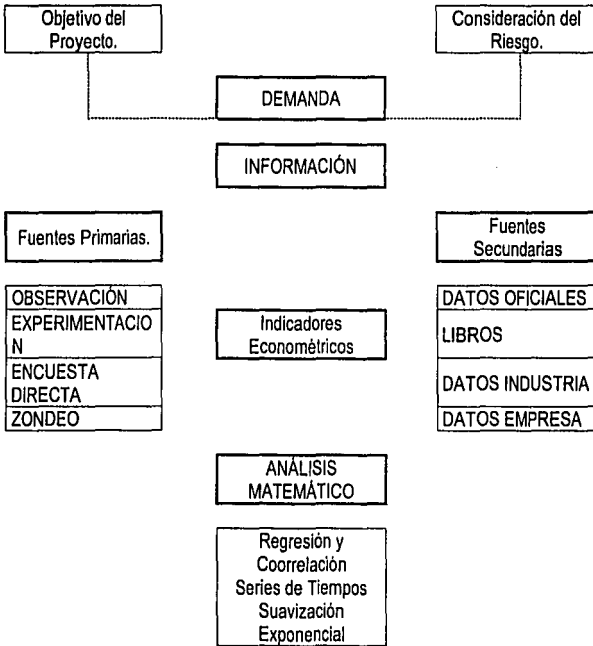 Objetivo del
Proyecto.
Consideración del
Riesgo.
DEMANDA
INFORMACIÓN
Fuentes Primarias.
Fuentes
Secundarias
OBSERVACIÓN
EXPERIMENTACIO
N
ENCUESTA
DIRECTA
ZONDEO
Indicadores
Econométricos
DATOS OFICIALES
LIBROS
DATOS INDUSTRIA
DATOS EMPRESA
ANÁLISIS
MATEMÁTICO
Regresión y
Coorrelación
Series de Tiempos
Suavización
Exponencial